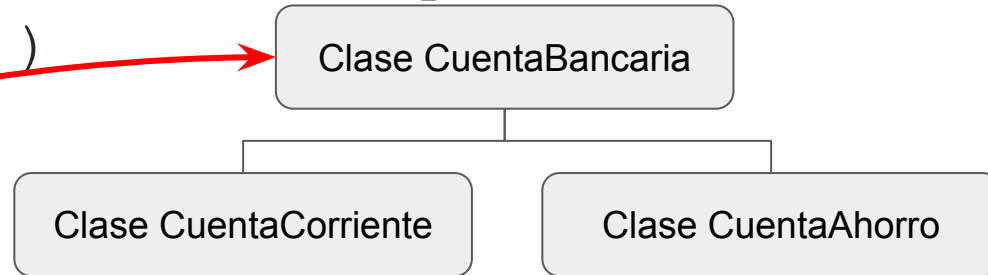 )
Clase CuentaBancaria
Clase CuentaCorriente
Clase CuentaAhorro